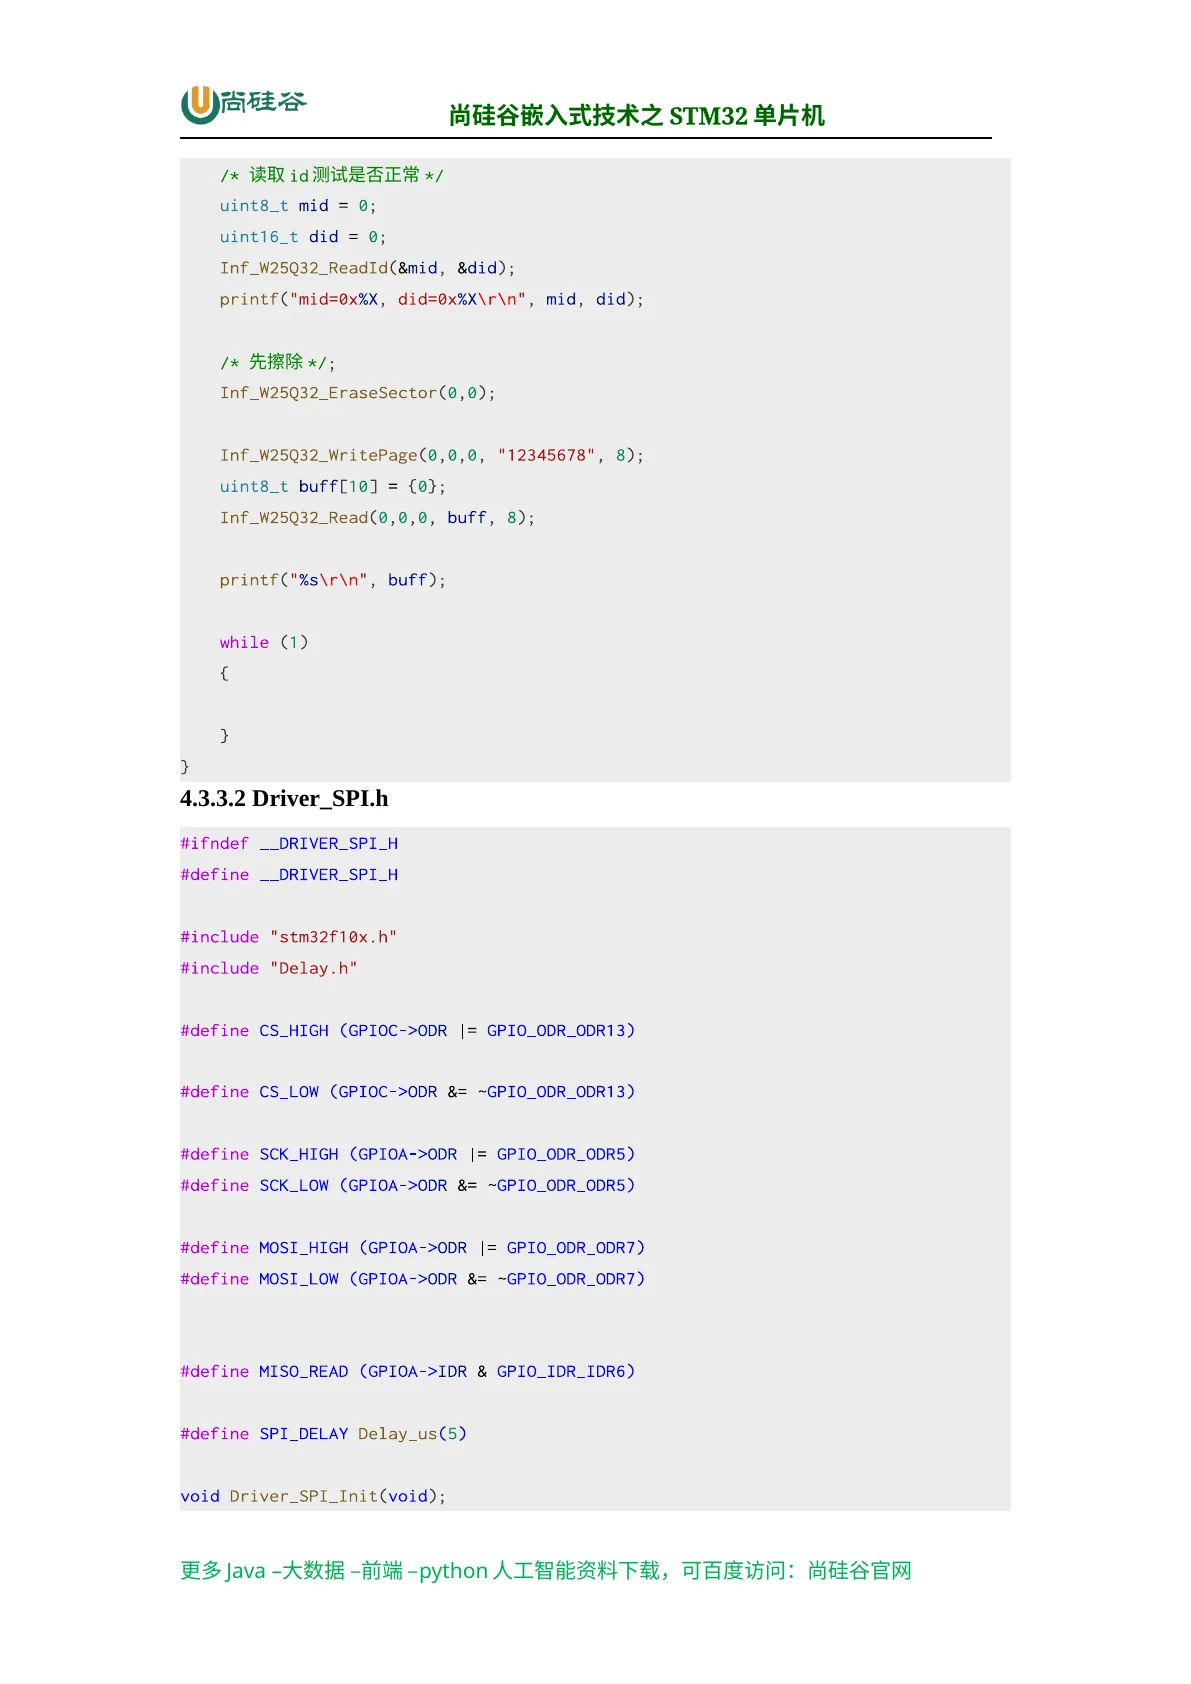 尚硅谷
尚硅谷嵌入式技术之 STM32 单片机
/* 读取 id 测试是否正常 */
uint8_t mid = 0;
uint16_t did = 0;
Inf_W25Q32_ReadId(&mid, &did);
printf("mid=0x%X, did=0x%X\r\n", mid, did);
/* 先擦除 */;
Inf_W25Q32_EraseSector(0,0);
Inf_W25Q32_WritePage(0,0,0, "12345678", 8);
uint8_t buff[10] = {0};
Inf_W25Q32_Read(0,0,0, buff, 8);
printf("%s\r\n", buff);
while (1)
{
}
}
4.3.3.2 Driver_SPI.h
#ifndef __DRIVER_SPI_H
#define __DRIVER_SPI_H
#include "stm32f10x.h"
#include "Delay.h"
#define CS_HIGH (GPIOC->ODR |= GPIO_ODR_ODR13)
#define CS_LOW (GPIOC->ODR &= ~GPIO_ODR_ODR13)
#define SCK_HIGH (GPIOA->ODR |= GPIO_ODR_ODR5)
#define SCK_LOW (GPIOA->ODR &= ~GPIO_ODR_ODR5)
#define MOSI_HIGH (GPIOA->ODR |= GPIO_ODR_ODR7)
#define MOSI_LOW (GPIOA->ODR &= ~GPIO_ODR_ODR7)
#define MISO_READ (GPIOA->IDR & GPIO_IDR_IDR6)
#define SPI_DELAY Delay_us(5)
void Driver_SPI_Init(void);
更多 Java –大数据 –前端 –python 人工智能资料下载，可百度访问：尚硅谷官网